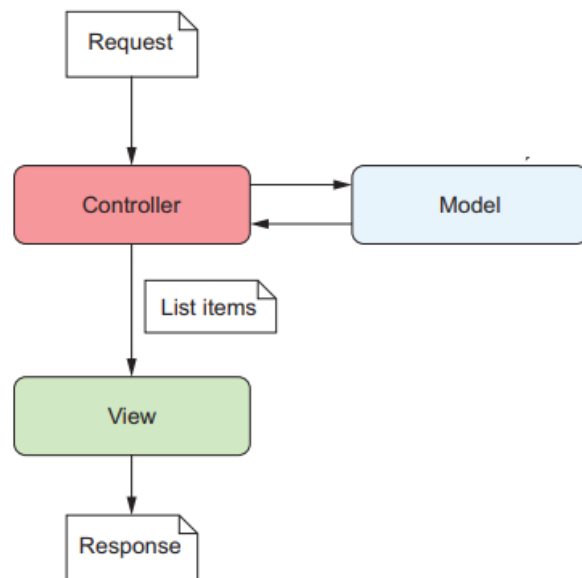 Request
Controller
Model
List items
View
Response